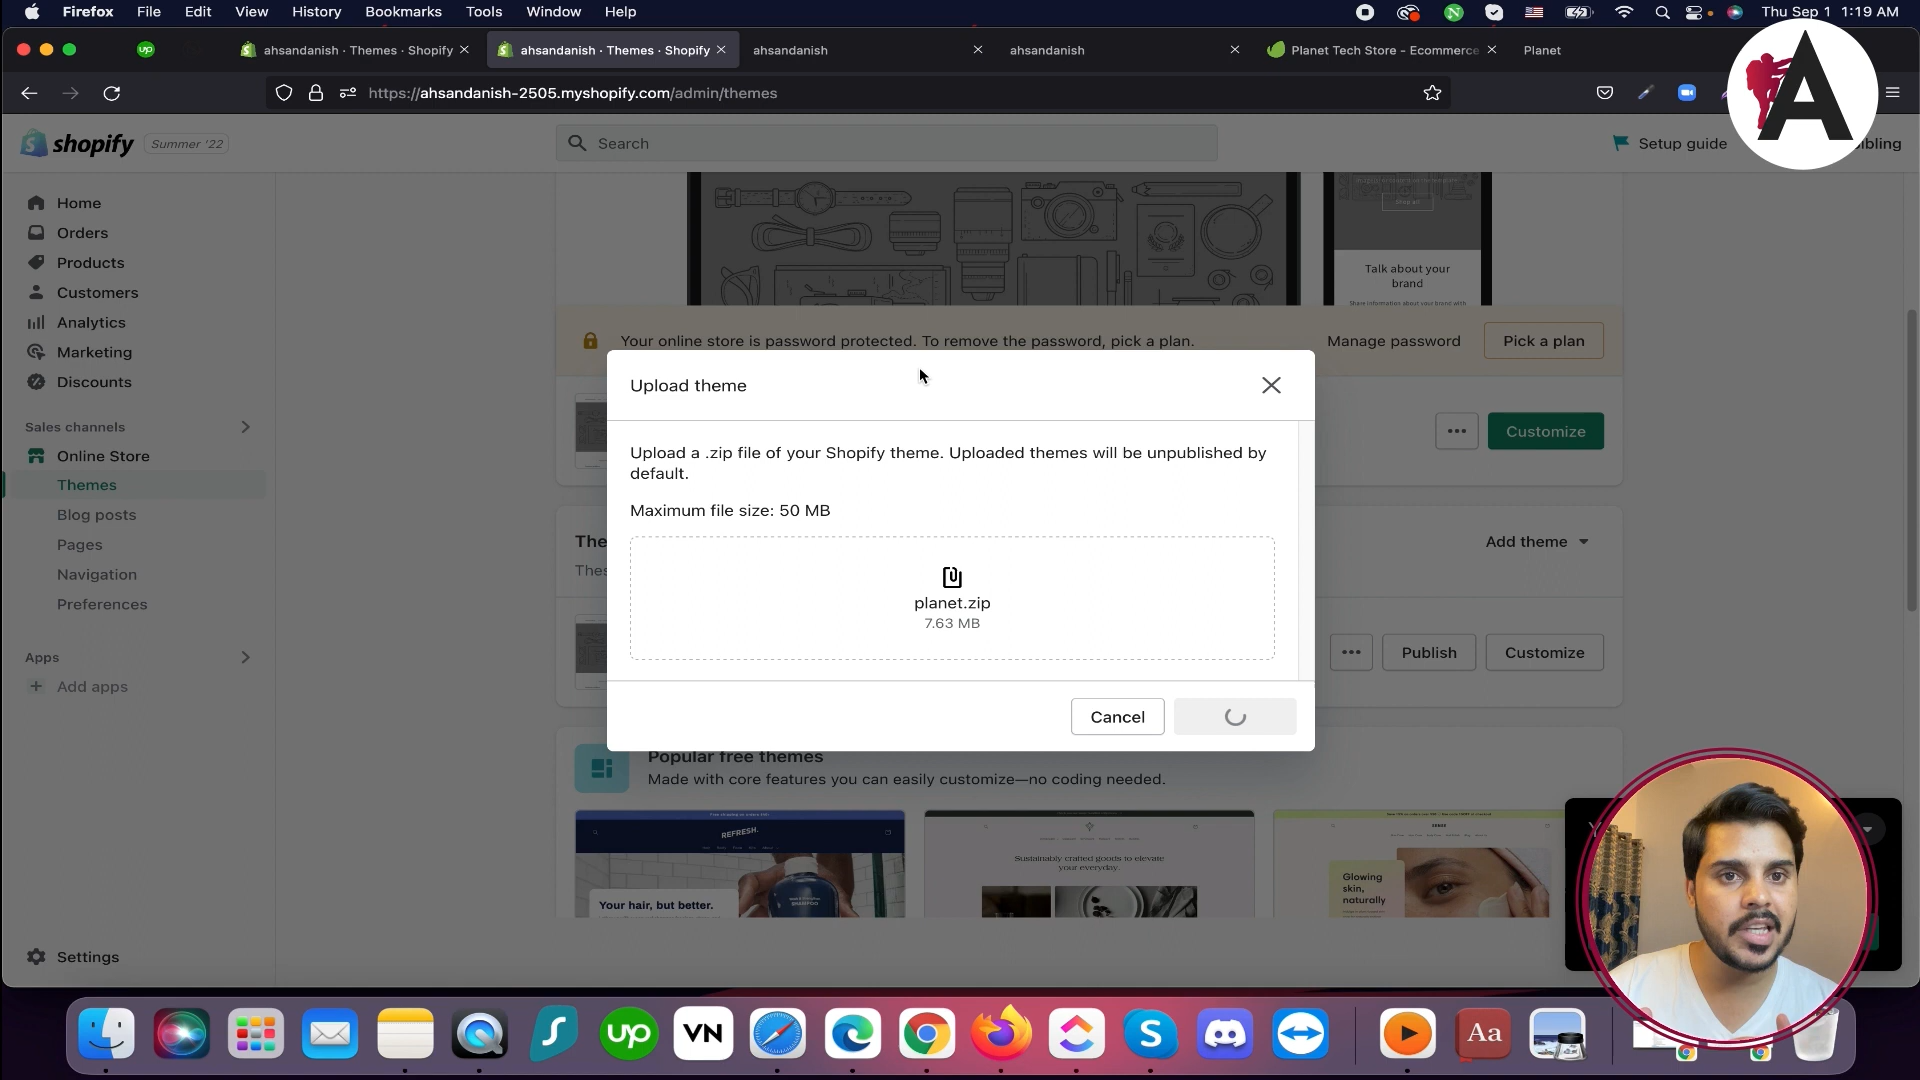 Firefox File Edit View History Bookmarks Tools Window Help
Thu Sep 1 1:19 AM
up
ahsandanish · Themes · Shopify
ahsandanish · Themes · Shopify
ahsandanish
ahsandanish
Planet Tech Store - Ecommerce
Planet
https://ahsandanish-2505.myshopify.com/admin/themes
A
shopify
Summer '22
Search
Setup guide
Home
Orders
Products
Customers
Analytics
Marketing
Discounts
Sales channels
Online Store
Themes
Blog posts
Pages
Navigation
Preferences
Apps
Add apps
Settings
Shop all
Talk about your
brand
Your online store is password protected. To remove the password, pick a plan.
Manage password
Pick a plan
Customize
Upload theme
Upload a .zip file of your Shopify theme. Uploaded themes will be unpublished by
default.
Maximum file size: 50 MB
planet.zip
7.63 MB
Cancel
Add theme
Publish
Customize
Popular free themes
Made with core features you can easily customize—no coding needed.
REFRESH.
Your hair, but better.
Sustainably crafted goods to elevate
your everyday.
Glowing
skin,
naturally
up
VN
Aa